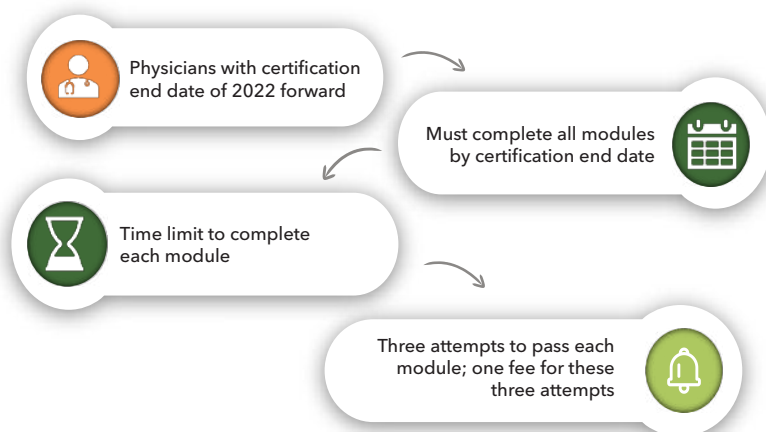 Physicians with certification
end date of 2022 forward
Must complete all modules
by certification end date
Time limit to complete
each module
Three attempts to pass each
module; one fee for these
three attempts